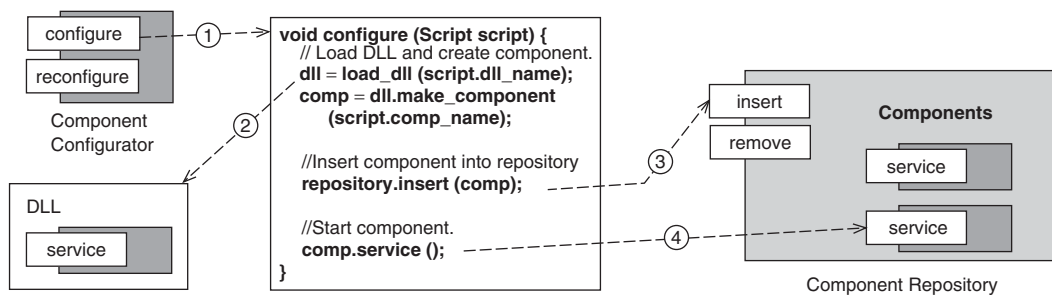 configure
reconfigure
Component
Configurator
1
2
DLL
service
void configure (Script script) {
// Load DLL and create component.
dll = load_dll (script.dll_name);
comp = dll.make_component
(script.comp_name);
//Insert component into repository
repository.insert (comp);
//Start component.
comp.service ();
}
3
4
insert
remove
Components
service
service
Component Repository